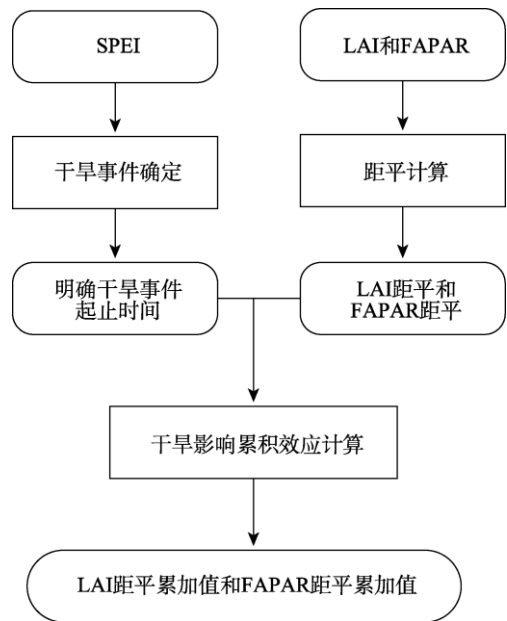 SPEI
LAI和FAPAR
干旱事件确定
距平计算
明确干旱事件
起止时间
LAI距平和
FAPAR距平
干旱影响累积效应计算
LAI距平累加值和FAPAR距平累加值